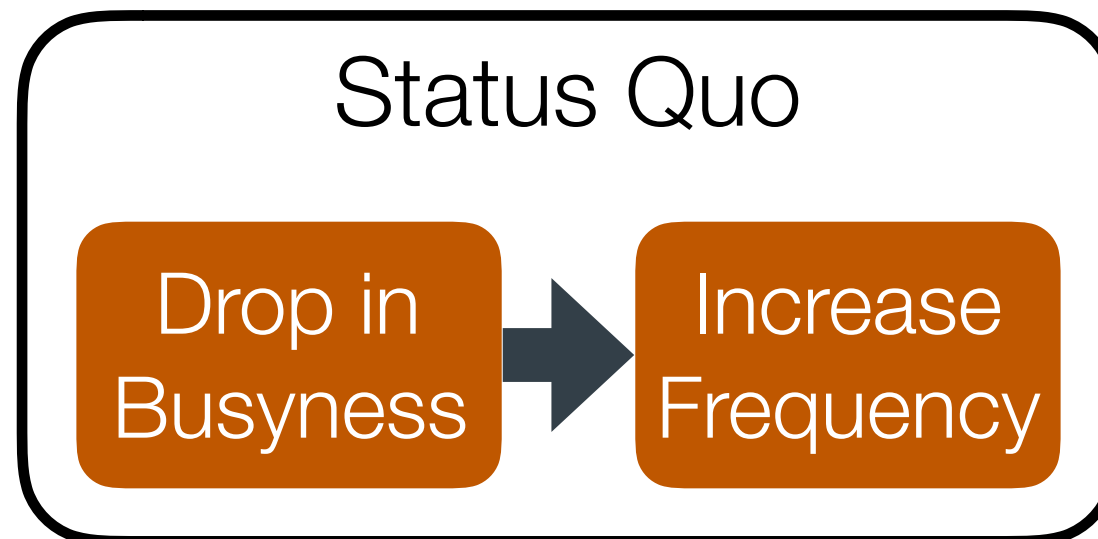 Status Quo
Drop in
Busyness
Increase
Frequency